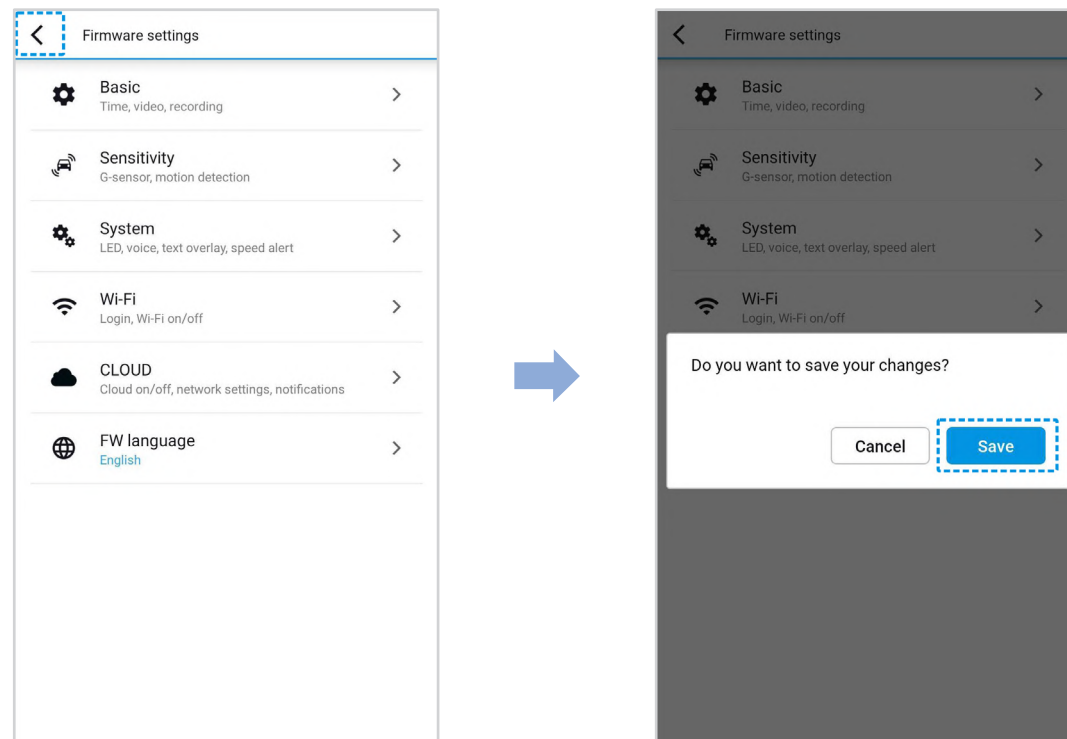 Firmware settings
Basic
Time, video, recording
Sensitivity
G-sensor, motion detection
System
LED, voice, text overlay, speed alert
Wi-Fi
Login, Wi-Fi on/off
CLOUD
Cloud on/off, network settings, notifications
FW language
English
Firmware settings
Basic
Time, video, recording
Sensitivity
G-sensor, motion detection
System
LED, voice, text overlay, speed alert
Wi-Fi
Login, Wi-Fi on/off
Do you want to save your changes?
Cancel Save